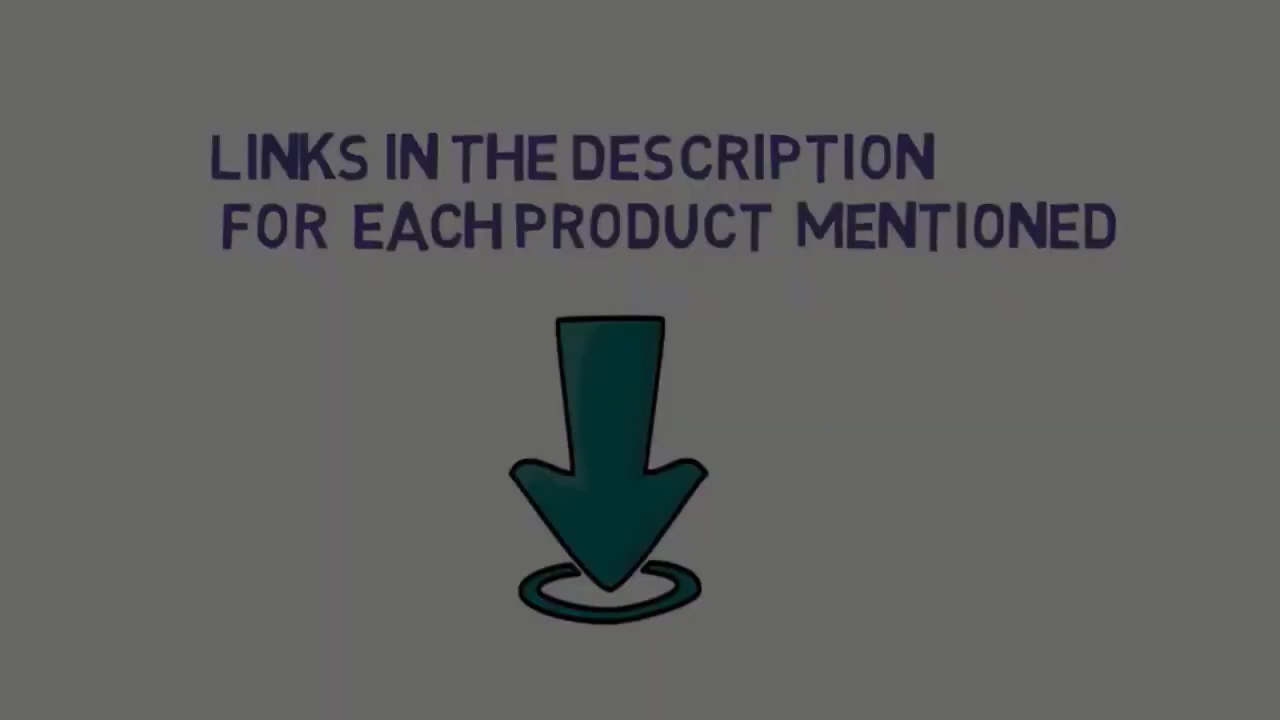 LINKS IN THE DESCRIPTION
FOR EACH PRODUCT MENTIONED